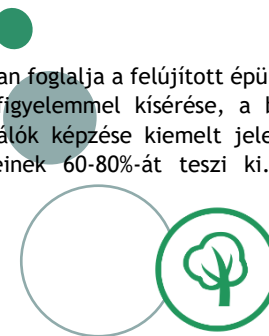 an foglalja a felújított épü
figyelemmel kísérése, a b
álók képzése kiemelt jele
einek 60-80%-át teszi ki.